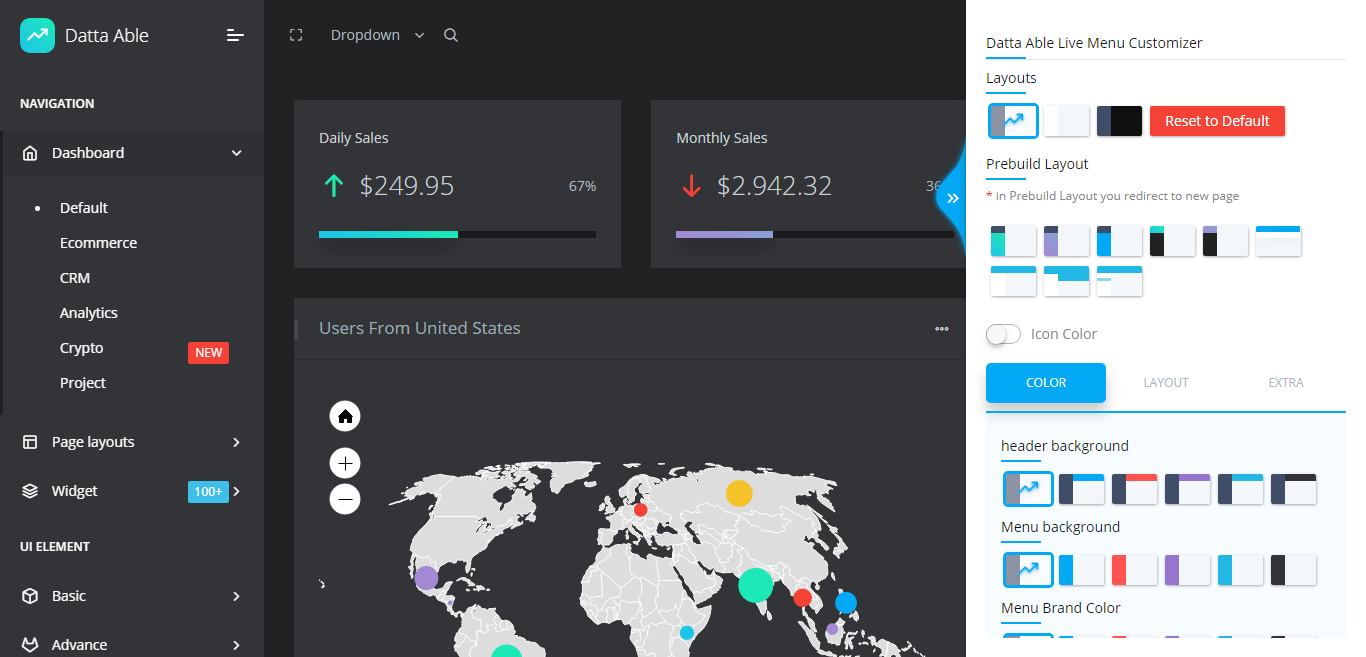 Datta Able
NAVIGATION
Dashboard
Default
Ecommerce
CRM
Analytics
Crypto NEW
Project
Page layouts
Widget 100+
UI ELEMENT
Basic
Advance
Dropdown
Daily Sales
$249.95 67%
Monthly Sales
$2.942.32
Users From United States
Datta Able Live Menu Customizer
Layouts
Reset to Default
Prebuild Layout
* in Prebuild Layout you redirect to new page
Icon Color
COLOR LAYOUT EXTRA
header background
Menu background
Menu Brand Color